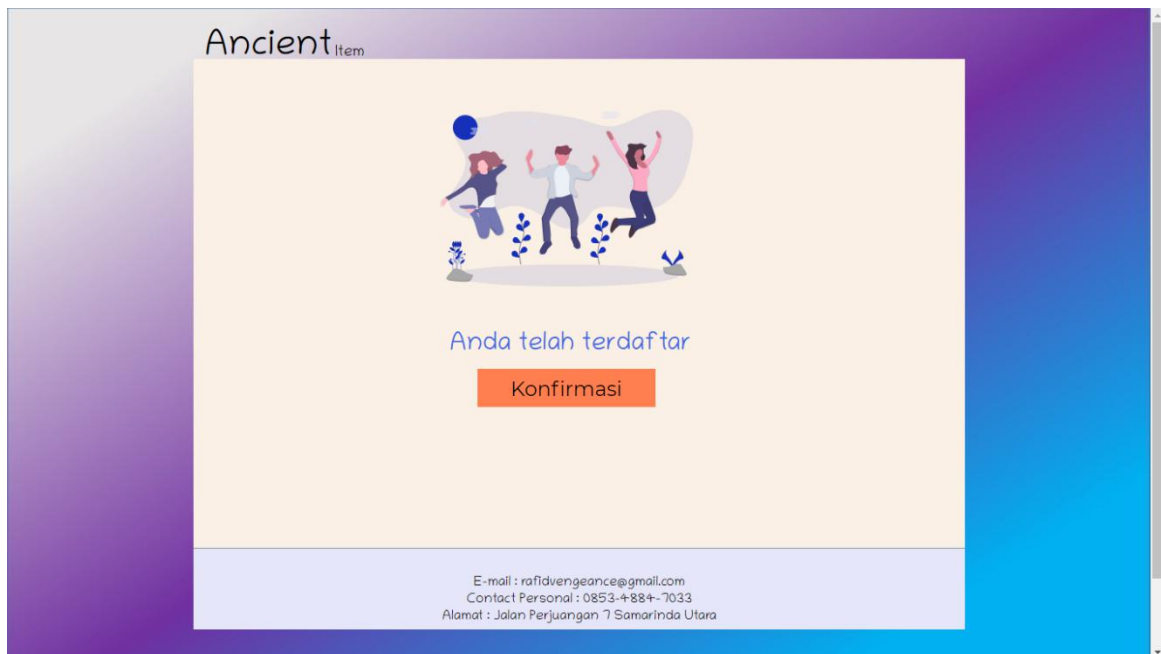 Ancient Item
Anda telah terdaftar
Konfirmasi
E-mail : rafidvengeance@gmail.com
Contact Personal : 0853-4884-7033
Alamat : Jalan Perjuangan 7 Samarinda Utara